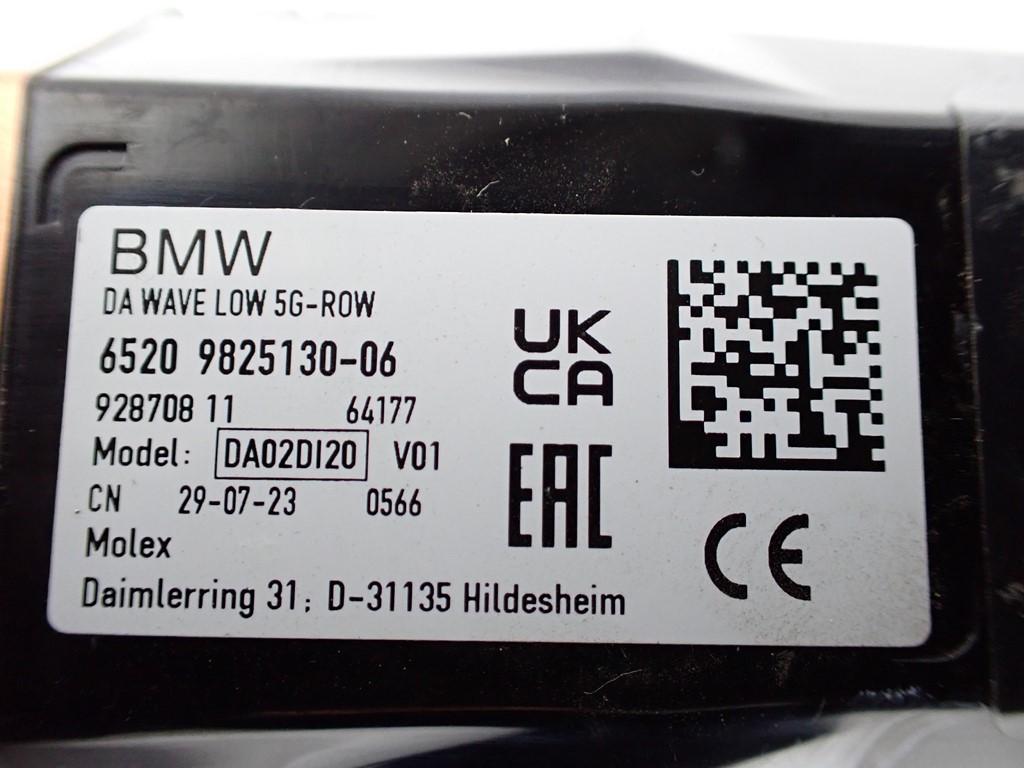 BMW
DA WAVE LOW 5G-ROW
6520 9825130-06
928708 11 64177
Model: DA02DI20 V01
CN 29-07-23 0566
Molex
Daimlerring 31; D-31135 Hildesheim
UK
CA
EAC
CE